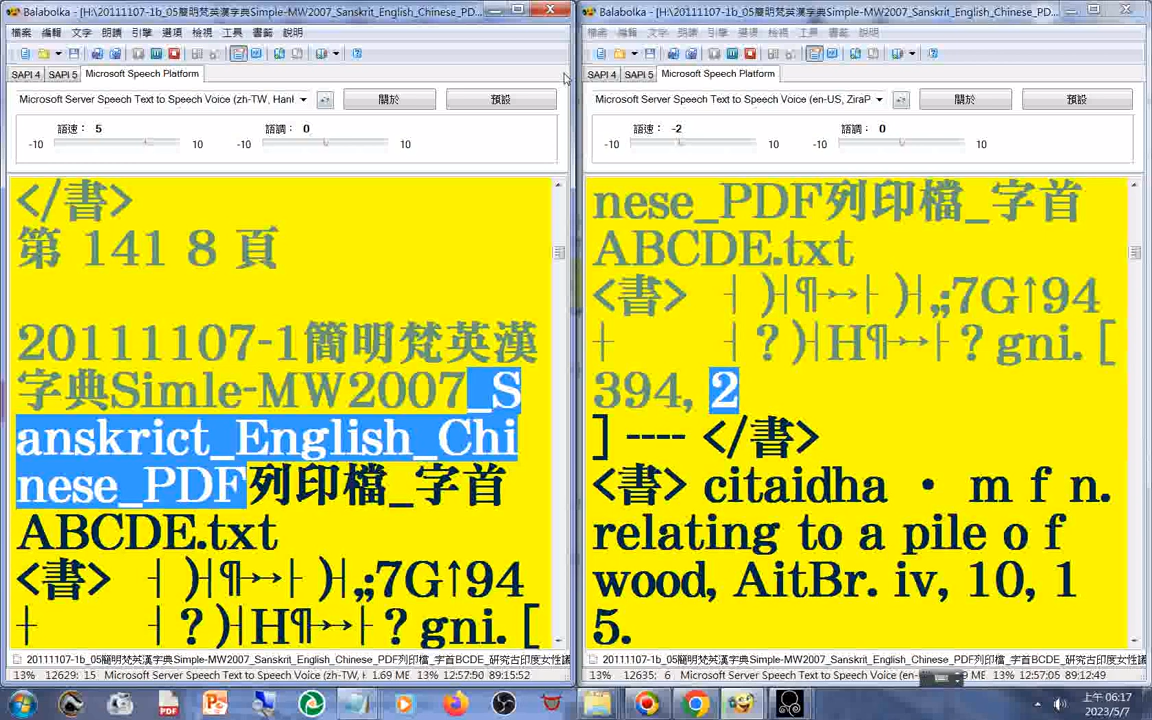 Balabolka - [H:\20111107-1b_05簡明梵英漢字典Simple-MW2007_Sanskrit_English_Chinese_PD...
檔案 編輯 文字 朗讀 引擎 選項 檢視 工具 書籤 說明
SAPI 4 SAPI 5 Microsoft Speech Platform
Microsoft Server Speech Text to Speech Voice (zh-TW, Hanl 關於 預設
語速： 5 語調： 0
-10 10 -10 10
</書>
第 141 8 頁
20111107-1簡明梵英漢
字典Simle-MW2007_S
anskrict_English_Chi
nese_PDF列印檔_字首
ABCDE.txt
<書> ┤)┤¶→→├ )┤,;7G↑94
┼ ┤? )┤H¶→→├ ? gni. [
20111107-1b_05簡明梵英漢字典Simple-MW2007_Sanskrit_English_Chinese_PDF列印檔_字首BCDE_研究古印度女性議
13% 12629: 15 Microsoft Server Speech Text to Speech Voice (zh-TW, H 1.69 ME 13% 12:57:50 89:15:52
Balabolka - [H:\20111107-1b_05簡明梵英漢字典Simple-MW2007_Sanskrit_English_Chinese_PD...
檔案 編輯 文字 朗讀 引擎 選項 檢視 工具 書籤 說明
SAPI 4 SAPI 5 Microsoft Speech Platform
Microsoft Server Speech Text to Speech Voice (en-US, ZiraP 關於 預設
語速： -2 語調： 0
-10 10 -10 10
nese_PDF列印檔_字首
ABCDE.txt
<書> ┤)┤¶→→├ )┤,;7G↑94
┼ ┤? )┤H¶→→├ ? gni. [
394, 2
] ---- </書>
<書> citaidha • m f n.
relating to a pile o f
wood, AitBr. iv, 10, 1
5.
20111107-1b_05簡明梵英漢字典Simple-MW2007_Sanskrit_English_Chinese_PDF列印檔_字首BCDE_研究古印度女性議
13% 12635: 6 Microsoft Server Speech Text to Speech Voice (en- ME 13% 12:57:05 89:12:49
上午 06:17
2023/5/7